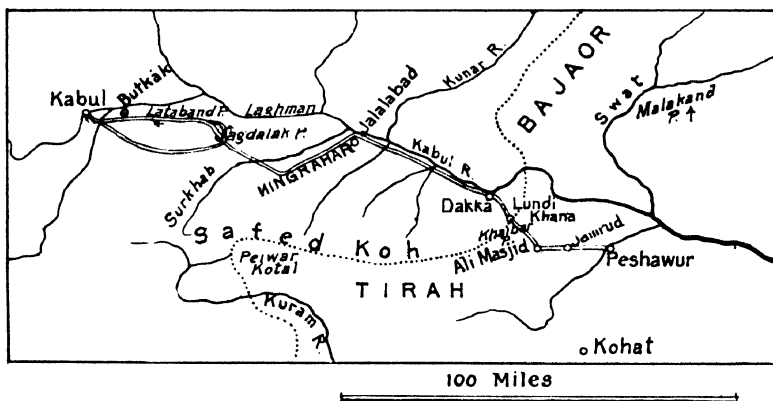 Kabul
Butkak
Lataband P.
Jagdalak P.
Laghman
Jalalabad
Kunar R.
BAJAOR
Swat
Malakand
P. ↑
Surkhab
NINGRAHAR
Kabul R.
Dakka
Lundi
Khana
Khaibar
P.
Ali Masjid
Jamrud
Peshawur
Safed Koh
Peiwar
Kotal
TIRAH
Kuram R.
Kohat
100 Miles